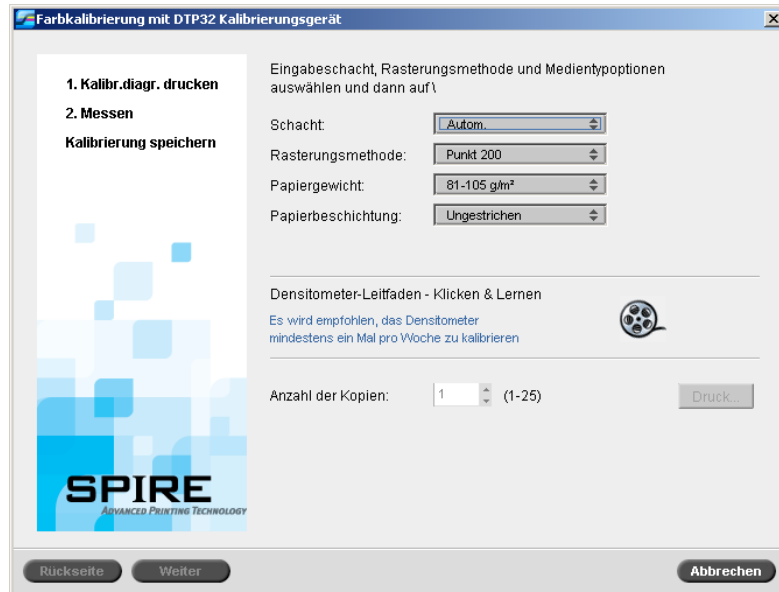 Farbkalibrierung mit DTP32 Kalibrierungsgerät
1. Kalibr.diagr. drucken
2. Messen
Kalibrierung speichern
Eingabeschacht, Rasterungsmethode und Medientypoptionen
auswählen und dann auf \
Schacht: Autom.
Rasterungsmethode: Punkt 200
Papiergewicht: 81-105 g/m²
Papierbeschichtung: Ungestrichen
Densitometer-Leitfaden - Klicken & Lernen
Es wird empfohlen, das Densitometer
mindestens ein Mal pro Woche zu kalibrieren
Anzahl der Kopien: 1 (1-25) Druck...
SPIRE
ADVANCED PRINTING TECHNOLOGY
Rückseite Weiter Abbrechen